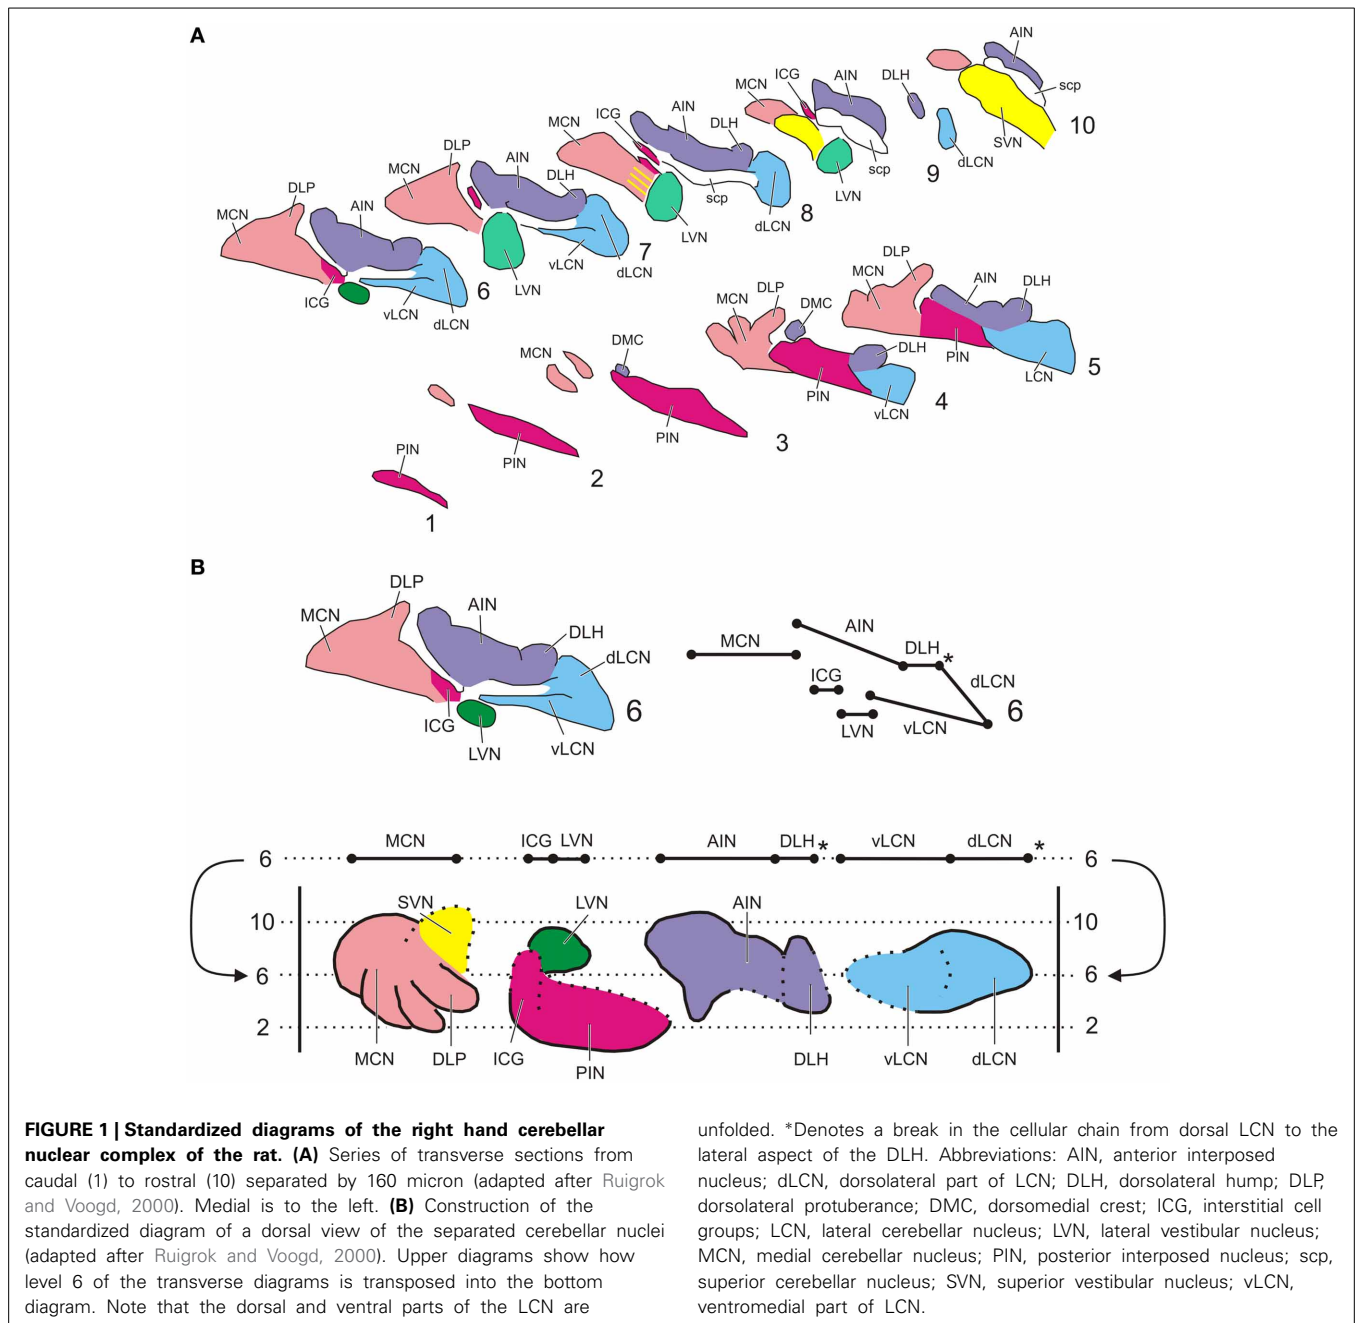 A
AIN
DLH
scp
SVN
10
dLCN
9
MCN
ICG
AIN
scp
LVN
MCN
ICG
AIN
DLH
scp
LVN
dLCN
8
MCN
DLP
AIN
DLH
vLCN
dLCN
LVN
7
MCN
DLP
AIN
ICG
vLCN
dLCN
6
MCN
DLP
AIN
DLH
PIN
LCN
5
MCN
DLP
DMC
DLH
PIN
vLCN
4
MCN
DMC
PIN
3
PIN
2
PIN
1
B
MCN
DLP
AIN
DLH
dLCN
ICG
LVN
vLCN
6
MCN
AIN
DLH
*
dLCN
ICG
LVN
vLCN
6
6 MCN ICG LVN AIN DLH * vLCN dLCN * 6
SVN LVN AIN
10 10
6 6
2 2
MCN DLP ICG PIN DLH vLCN dLCN
FIGURE 1 | Standardized diagrams of the right hand cerebellar
nuclear complex of the rat. (A) Series of transverse sections from
caudal (1) to rostral (10) separated by 160 micron (adapted after Ruigrok
and Voogd, 2000). Medial is to the left. (B) Construction of the
standardized diagram of a dorsal view of the separated cerebellar nuclei
(adapted after Ruigrok and Voogd, 2000). Upper diagrams show how
level 6 of the transverse diagrams is transposed into the bottom
diagram. Note that the dorsal and ventral parts of the LCN are
unfolded. *Denotes a break in the cellular chain from dorsal LCN to the
lateral aspect of the DLH. Abbreviations: AIN, anterior interposed
nucleus; dLCN, dorsolateral part of LCN; DLH, dorsolateral hump; DLP,
dorsolateral protuberance; DMC, dorsomedial crest; ICG, interstitial cell
groups; LCN, lateral cerebellar nucleus; LVN, lateral vestibular nucleus;
MCN, medial cerebellar nucleus; PIN, posterior interposed nucleus; scp,
superior cerebellar nucleus; SVN, superior vestibular nucleus; vLCN,
ventromedial part of LCN.